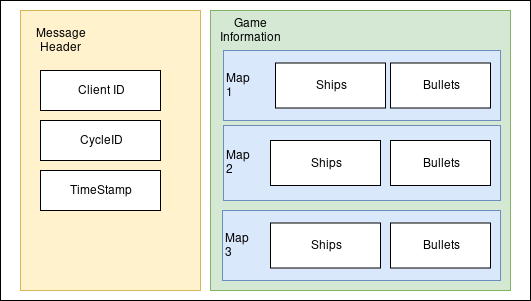 Message
Header
Client ID
CycleID
TimeStamp
Game
Information
Map
1
Ships
Bullets
Map
2
Ships
Bullets
Map
3
Ships
Bullets